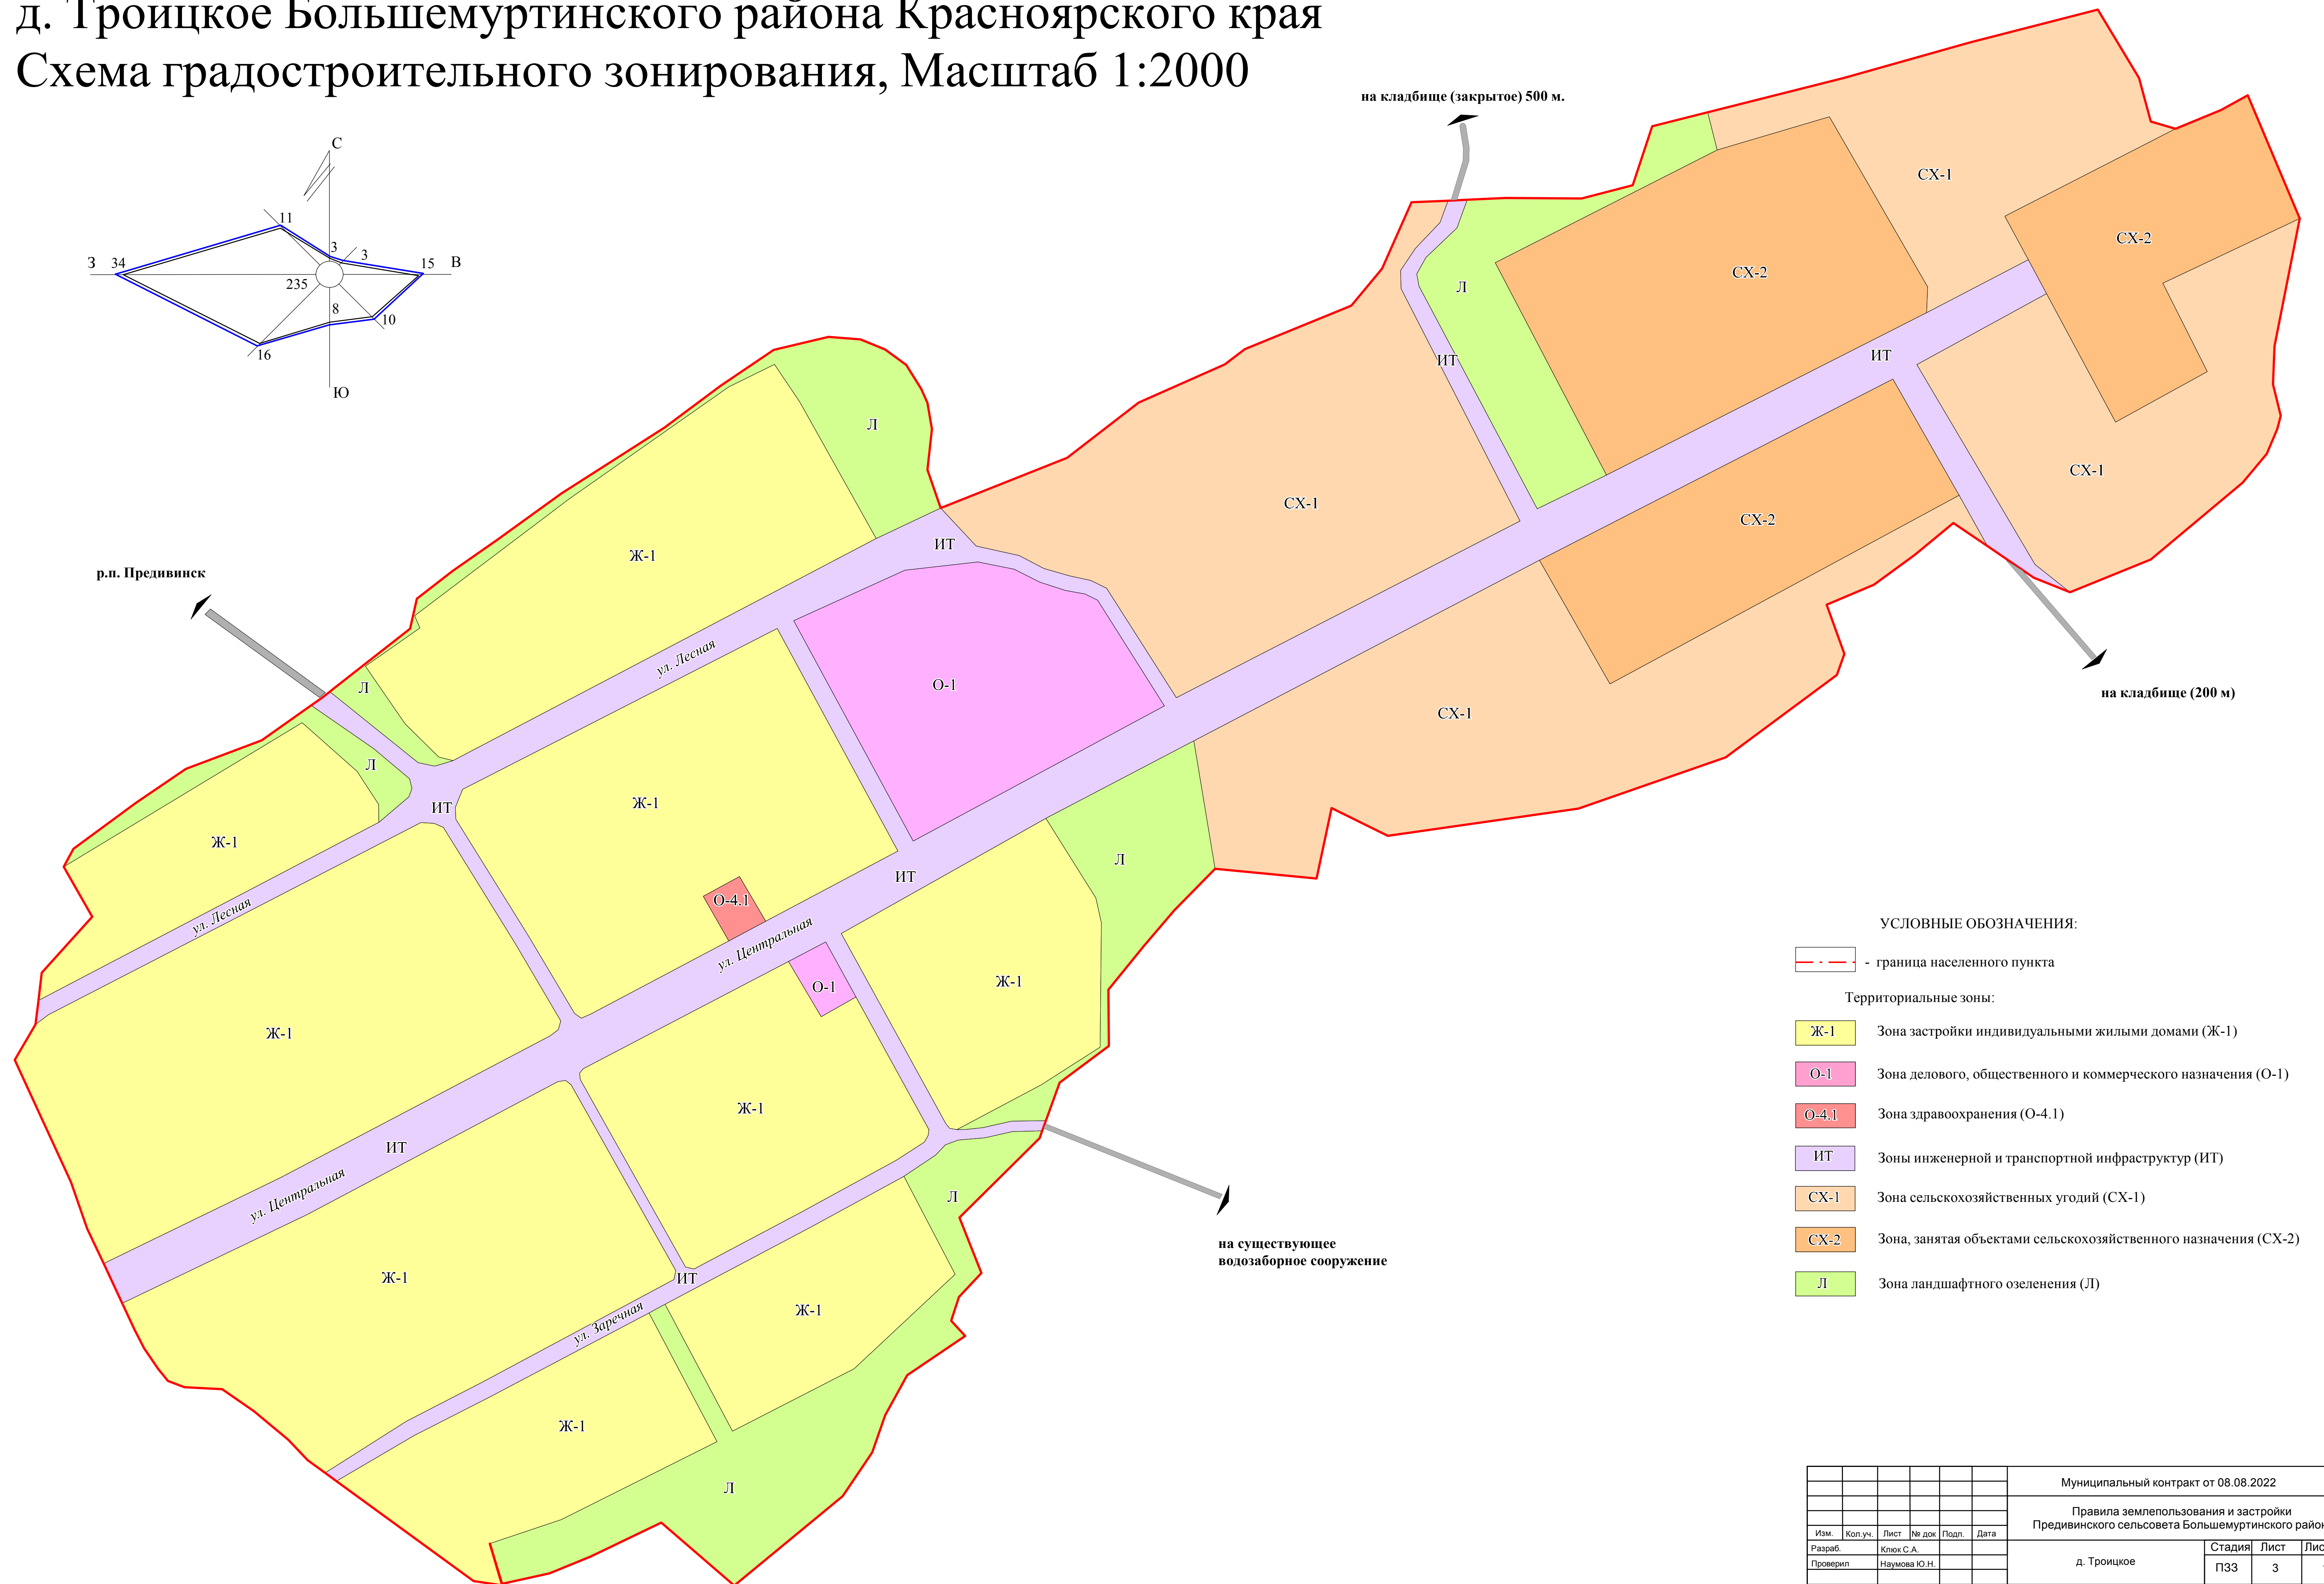 д. Троицкое Большемуртинского района Красноярского края
Схема градостроительного зонирования, Масштаб 1:2000
на кладбище (закрытое) 500 м.
С
11
3
3
З
34
15
В
235
8
10
16
Ю
СХ-1
СХ-2
СХ-2
Л
ИТ
ИТ
Л
СХ-1
СХ-1
СХ-2
ИТ
Ж-1
р.п. Предивинск
ул. Лесная
О-1
Л
на кладбище (200 м)
СХ-1
Л
ИТ
Ж-1
Ж-1
Л
ИТ
О-4.1
ул. Лесная
ул. Центральная
О-1
Ж-1
Ж-1
Ж-1
ИТ
ул. Центральная
Л
на существующее
водозаборное сооружение
Ж-1
ИТ
Ж-1
ул. Заречная
Ж-1
Л
УСЛОВНЫЕ ОБОЗНАЧЕНИЯ:
- граница населенного пункта
Территориальные зоны:
Ж-1 Зона застройки индивидуальными жилыми домами (Ж-1)
О-1 Зона делового, общественного и коммерческого назначения (О-1)
О-4.1 Зона здравоохранения (О-4.1)
ИТ Зоны инженерной и транспортной инфраструктур (ИТ)
СХ-1 Зона сельскохозяйственных угодий (СХ-1)
СХ-2 Зона, занятая объектами сельскохозяйственного назначения (СХ-2)
Л Зона ландшафтного озеленения (Л)
Муниципальный контракт от 08.08.2022
Правила землепользования и застройки
Предивинского сельсовета Большемуртинского
Изм. Кол.уч. Лист № док Подп. Дата
Разраб. Клюк С.А.
Проверил Наумова Ю.Н.
д. Троицкое
Стадия Лист
ПЗЗ 3